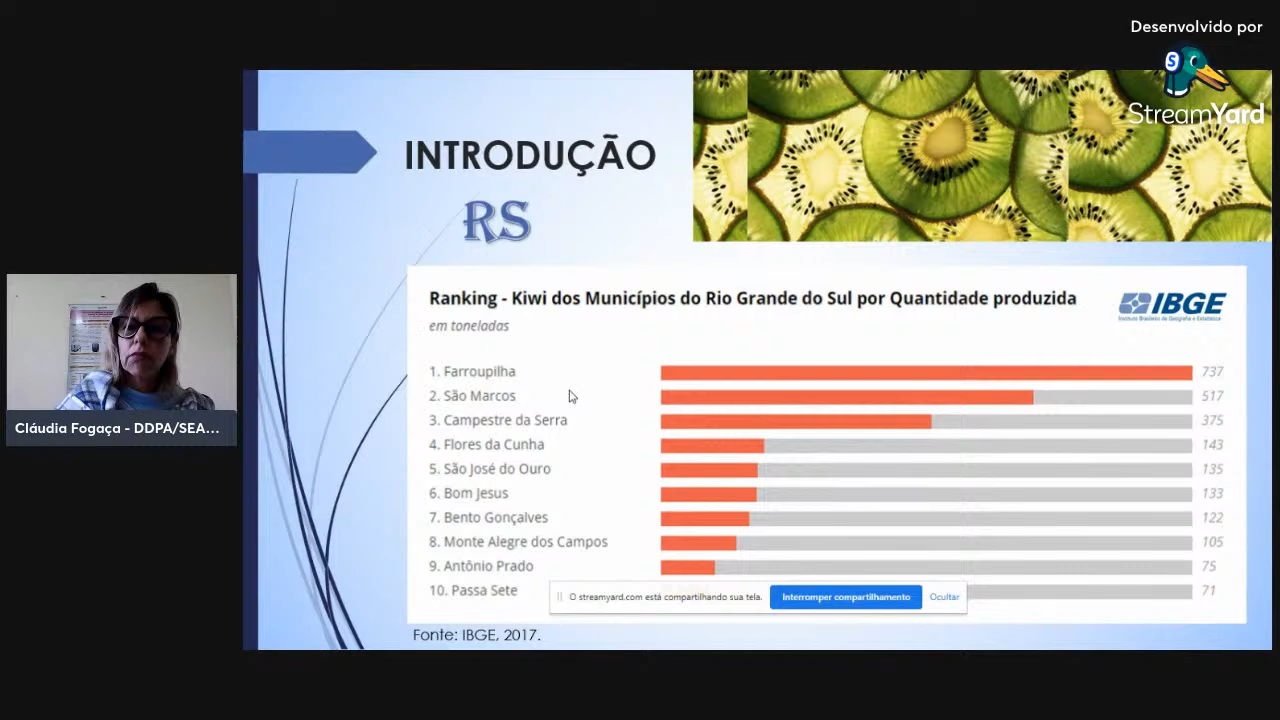 Desenvolvido por
S
StreamYard
INTRODUÇÃO
RS
Ranking - Kiwi dos Municípios do Rio Grande do Sul por Quantidade produzida
em toneladas
IBGE
Instituto Brasileiro de Geografia e Estatística
1. Farroupilha 737
2. São Marcos 517
3. Campestre da Serra 375
4. Flores da Cunha 143
5. São José do Ouro 135
6. Bom Jesus 133
7. Bento Gonçalves 122
8. Monte Alegre dos Campos 105
9. Antônio Prado 75
10. Passa Sete 71
O streamyard.com está compartilhando sua tela. Interromper compartilhamento Ocultar
Fonte: IBGE, 2017.
Cláudia Fogaça - DDPA/SEA...